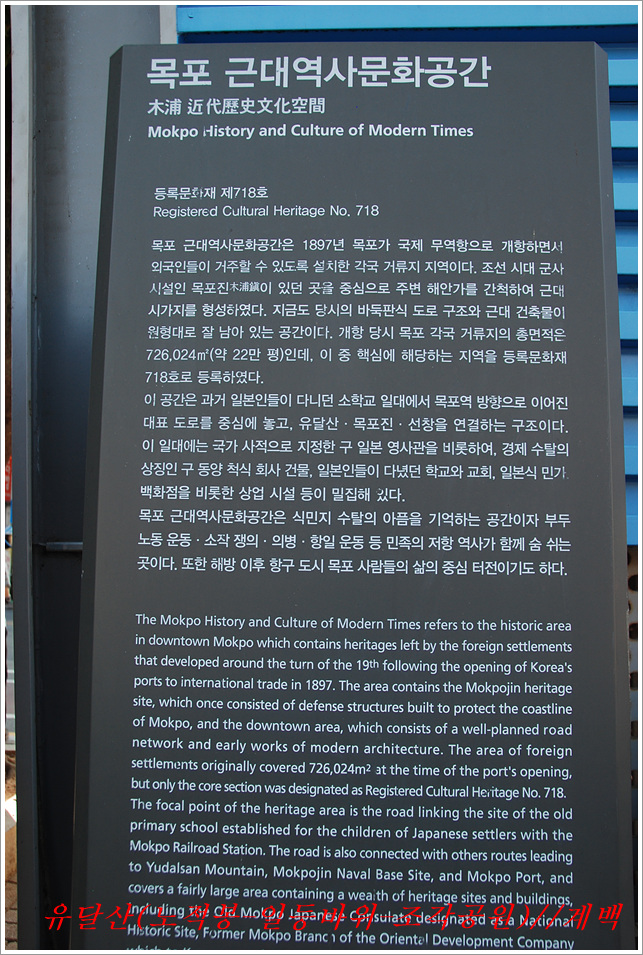 목포 근대역사문화공간
木浦 近代歷史文化空間
Mokpo History and Culture of Modern Times
등록문화재 제718호
Registered Cultural Heritage No. 718
목포 근대역사문화공간은 1897년 목포가 국제 무역항으로 개항하면서
외국인들이 거주할 수 있도록 설치한 각국 거류지 지역이다. 조선 시대 군사
시설인 목포진木浦鎭이 있던 곳을 중심으로 주변 해안가를 간척하여 근대
시가지를 형성하였다. 지금도 당시의 바둑판식 도로 구조와 근대 건축물이
원형대로 잘 남아 있는 공간이다. 개항 당시 목포 각국 거류지의 총면적은
726,024㎡(약 22만 평)인데, 이 중 핵심에 해당하는 지역을 등록문화재
718호로 등록하였다.
이 공간은 과거 일본인들이 다니던 소학교 일대에서 목포역 방향으로 이어진
대표 도로를 중심에 놓고, 유달산 · 목포진 · 선창을 연결하는 구조이다.
이 일대에는 국가 사적으로 지정한 구 일본 영사관을 비롯하여, 경제 수탈의
상징인 구 동양 척식 회사 건물, 일본인들이 다녔던 학교와 교회, 일본식 민가,
백화점을 비롯한 상업 시설 등이 밀집해 있다.
목포 근대역사문화공간은 식민지 수탈의 아픔을 기억하는 공간이자 부두
노동 운동 · 소작 쟁의 · 의병 · 항일 운동 등 민족의 저항 역사가 함께 숨 쉬는
곳이다. 또한 해방 이후 항구 도시 목포 사람들의 삶의 중심 터전이기도 하다.
The Mokpo History and Culture of Modern Times refers to the historic area
in downtown Mokpo which contains heritages left by the foreign settlements
that developed around the turn of the 19th following the opening of Korea's
ports to international trade in 1897. The area contains the Mokpojin heritage
site, which once consisted of defense structures built to protect the coastline
of Mokpo, and the downtown area, which consists of a well-planned road
network and early works of modern architecture. The area of foreign
settlements originally covered 726,024m² at the time of the port's opening,
but only the core section was designated as Registered Cultural Heritage No. 718.
The focal point of the heritage area is the road linking the site of the old
primary school established for the children of Japanese settlers with the
Mokpo Railroad Station. The road is also connected with others routes leading
to Yudalsan Mountain, Mokpojin Naval Base Site, and Mokpo Port, and
covers a fairly large area containing a wealth of heritage sites and buildings,
including the Old Mokpo Japanese Consulate designated as a National
Historic Site, Former Mokpo Branch of the Oriental Development Company
유달산(노적봉 일등바위 조각공원)//계백